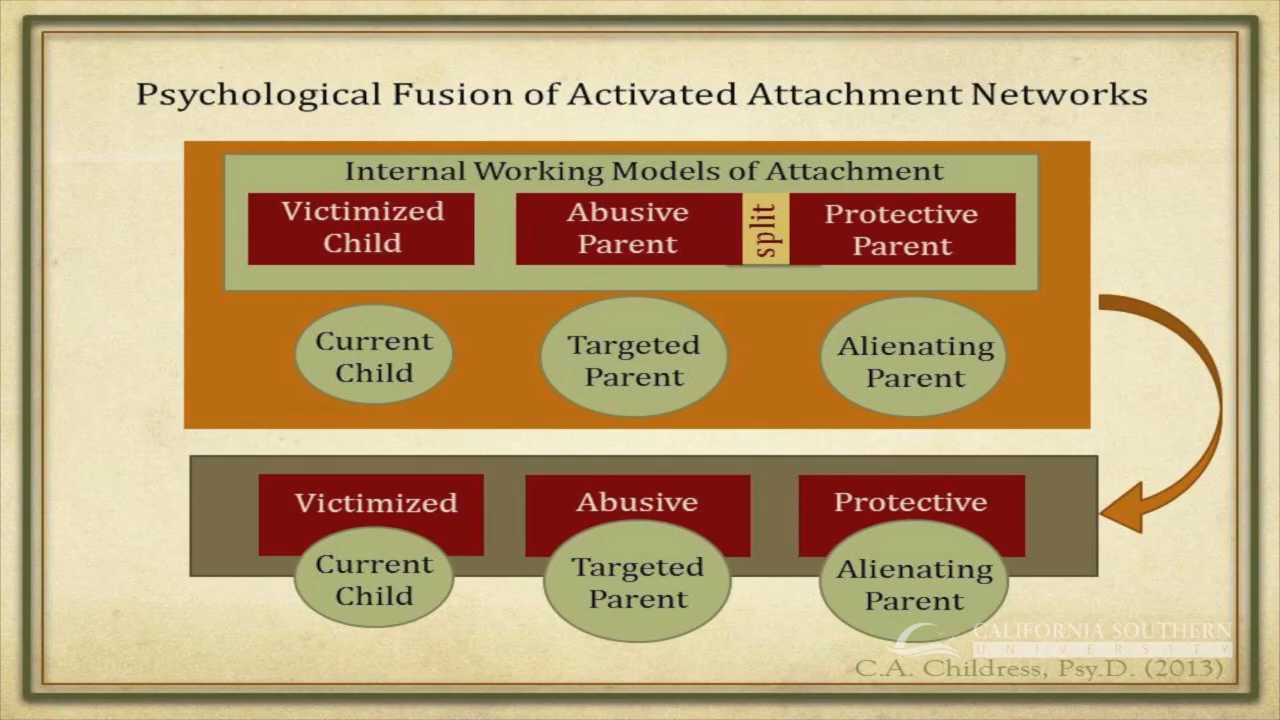 Psychological Fusion of Activated Attachment Networks
Internal Working Models of Attachment
Victimized
Child
Abusive
Parent
split
Protective
Parent
Current
Child
Targeted
Parent
Alienating
Parent
Victimized
Abusive
Protective
Current
Child
Targeted
Parent
Alienating
Parent
CALIFORNIA SOUTHERN
UNIVERSITY
C.A. Childress, Psy.D. (2013)